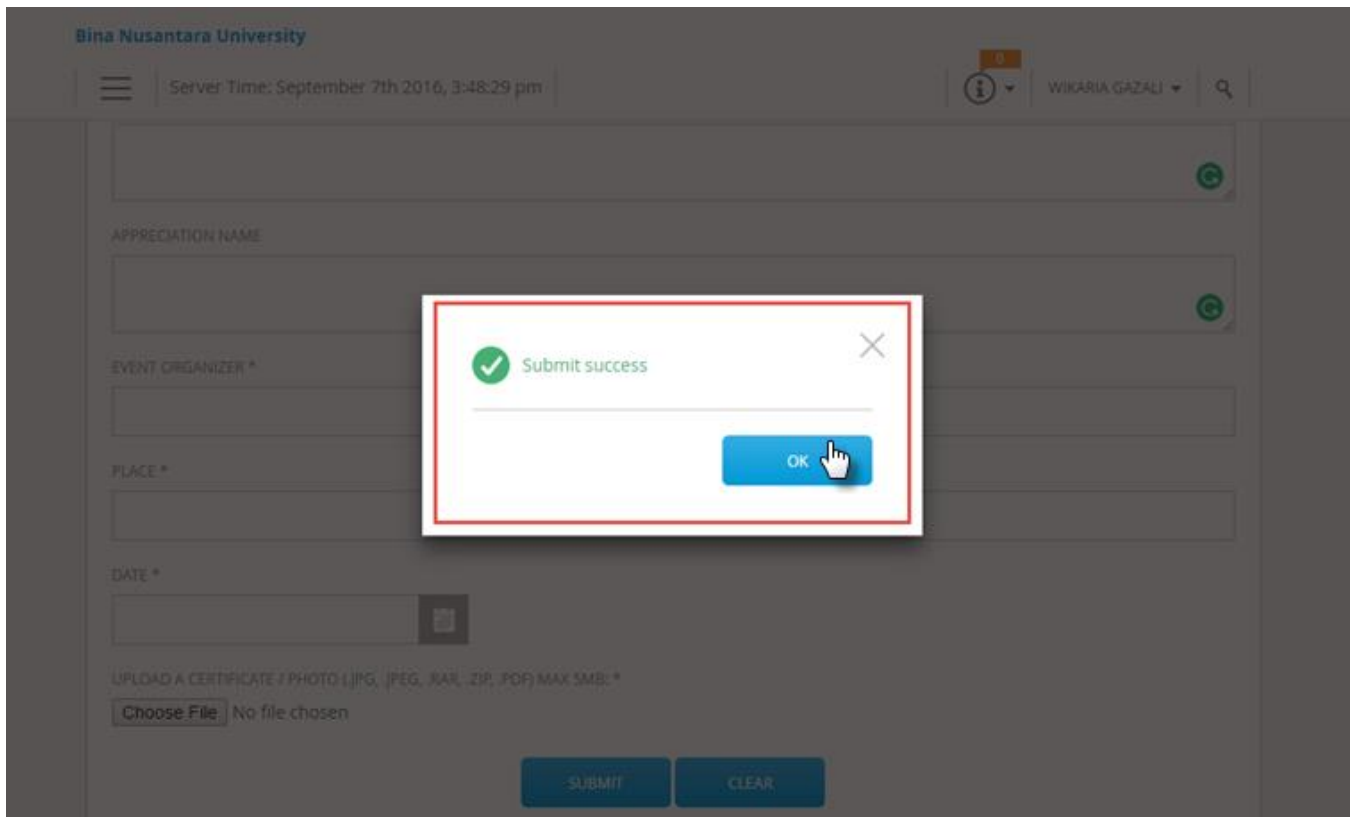 Bina Nusantara University
0
Server Time: September 7th 2016, 3:48:29 pm
WIKARIA GAZALI
APPRECIATION NAME
EVENT ORGANIZER *
Submit success
OK
PLACE *
DATE *
UPLOAD A CERTIFICATE / PHOTO (.JPG, .JPEG, .RAR, .ZIP, .PDF) MAX 5MB: *
Choose File No file chosen
SUBMIT
CLEAR